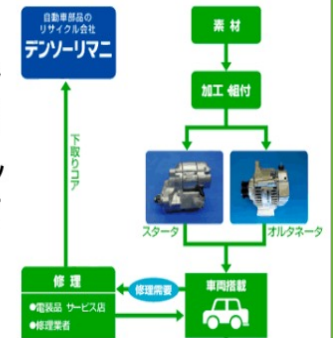 自動車部品の
リサイクル会社
デンソーリマニ
素材
加工・組付
下取りコア
スタータ
オルタネータ
修理
●電装品 サービス店
●修理業者
修理需要
車両搭載